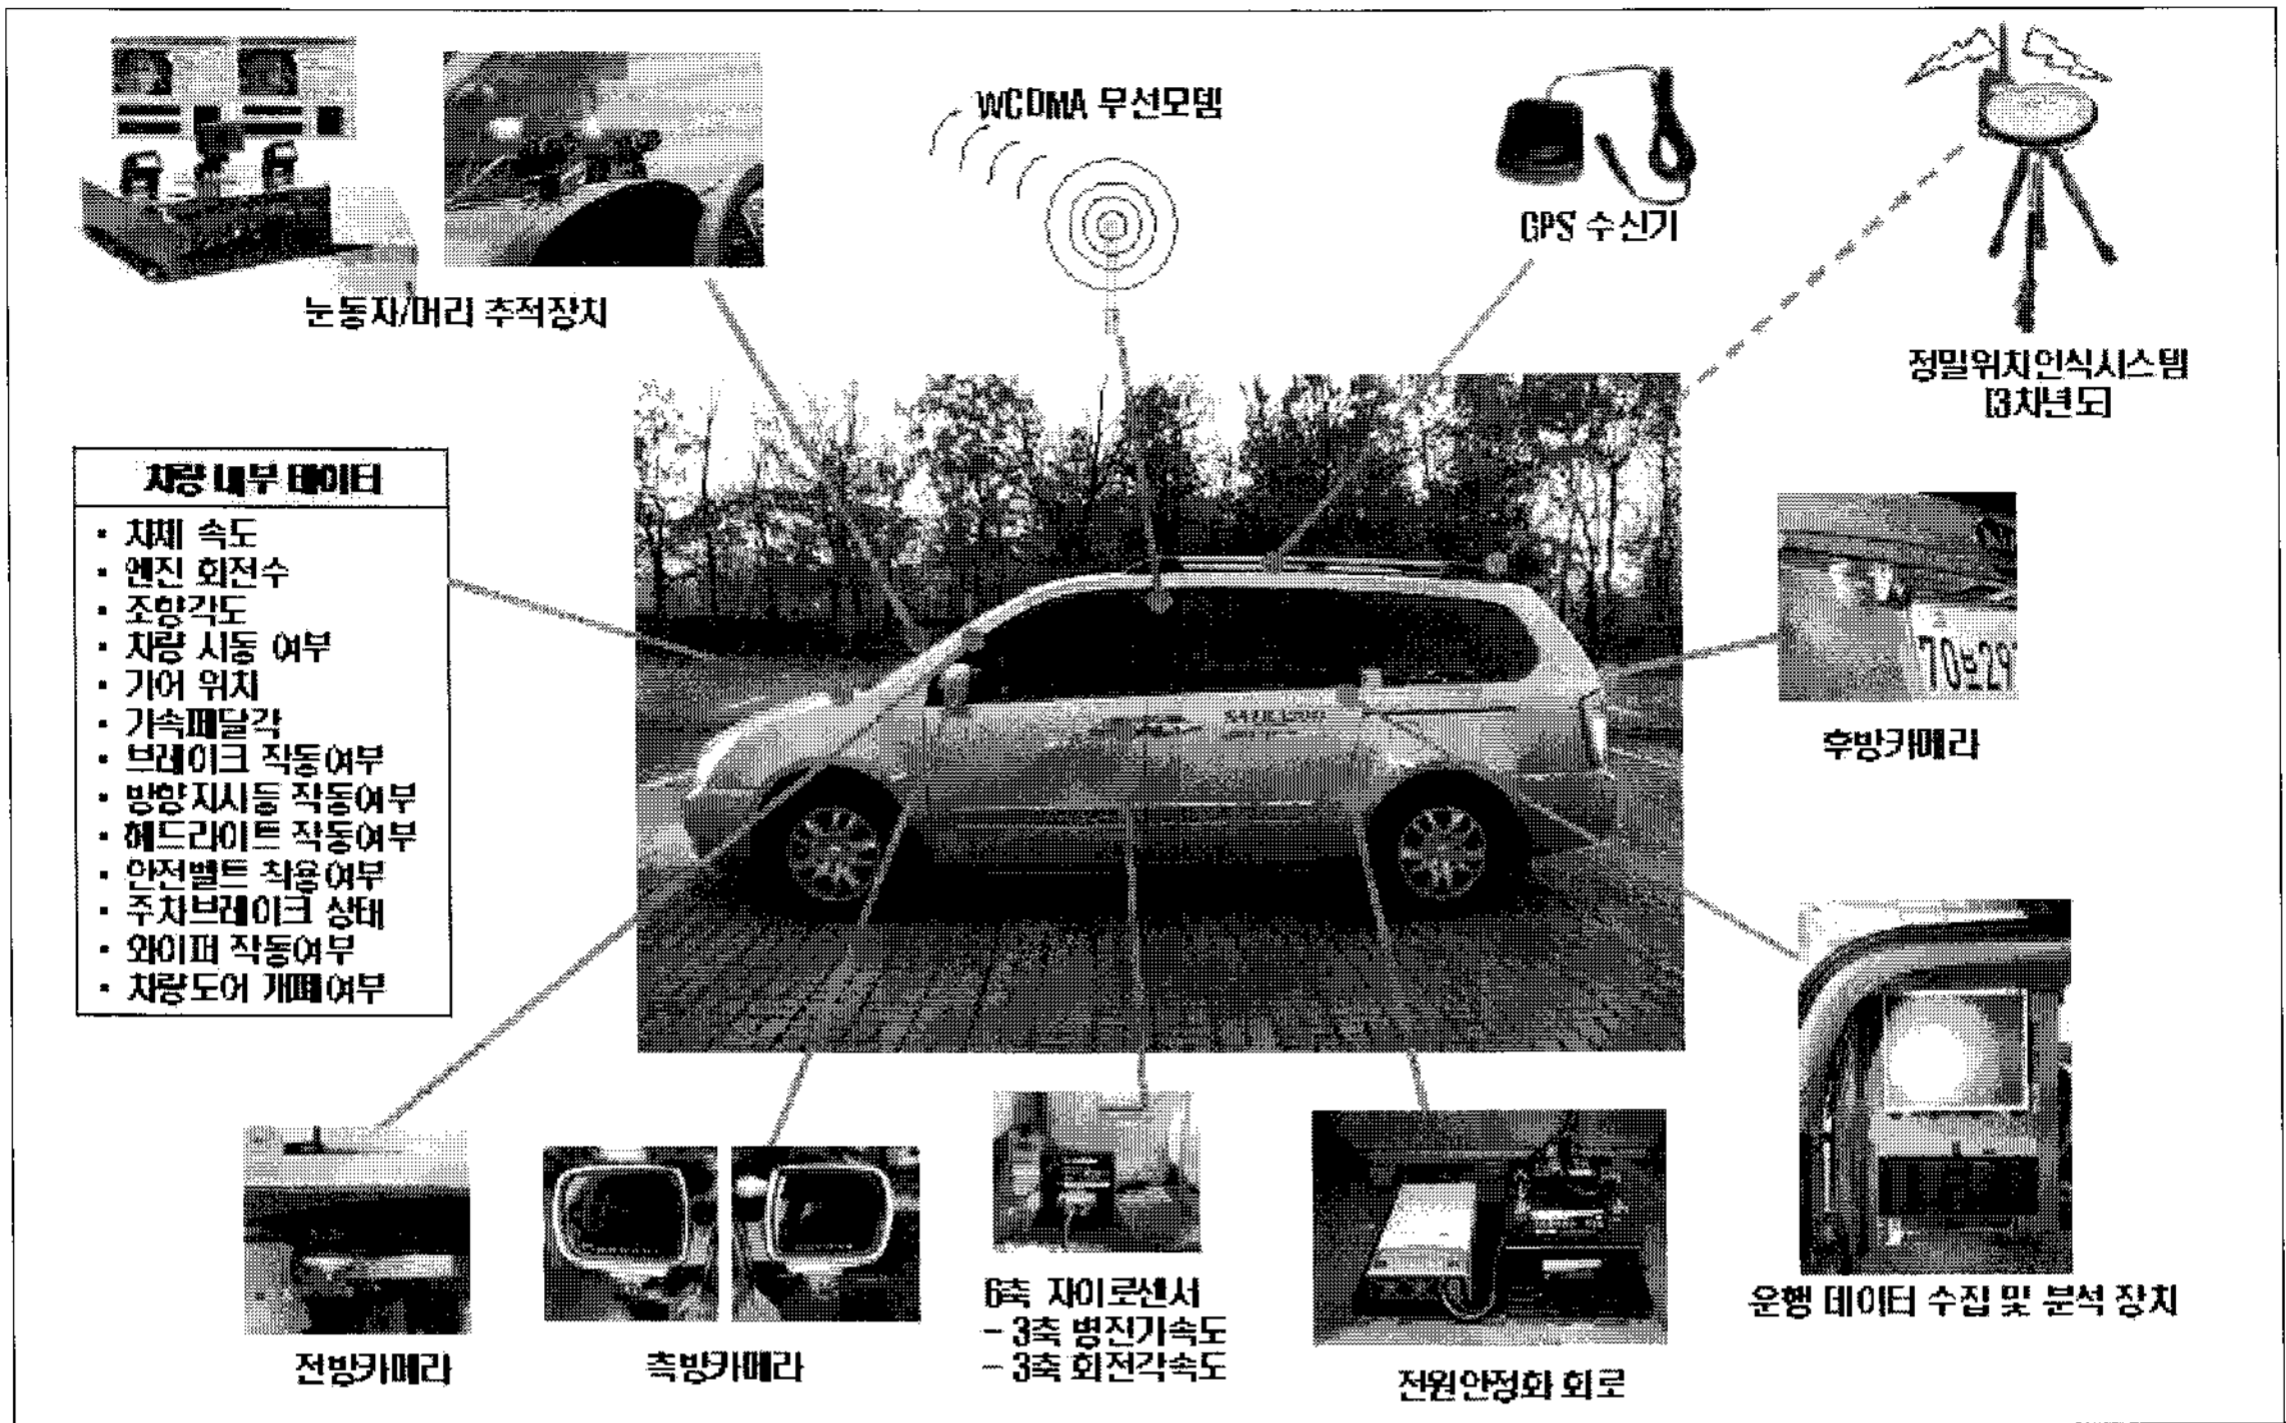 WCDMA 무선모뎀
GPS 수신기
눈동자/머리 추적장치
정밀위치인식시스템
[3차년도]
차량 내부 데이터
• 차체 속도
• 엔진 회전수
• 조향각도
• 차량 시동 여부
• 기어 위치
• 가속페달각
• 브레이크 작동여부
• 방향지시등 작동여부
• 헤드라이트 작동여부
• 안전벨트 착용여부
• 주차브레이크 상태
• 와이퍼 작동여부
• 차량도어 개폐여부
후방카메라
전방카메라
측방카메라
6축 자이로센서
- 3축 병진가속도
- 3축 회전각속도
전원안정화 회로
운행 데이터 수집 및 분석 장치